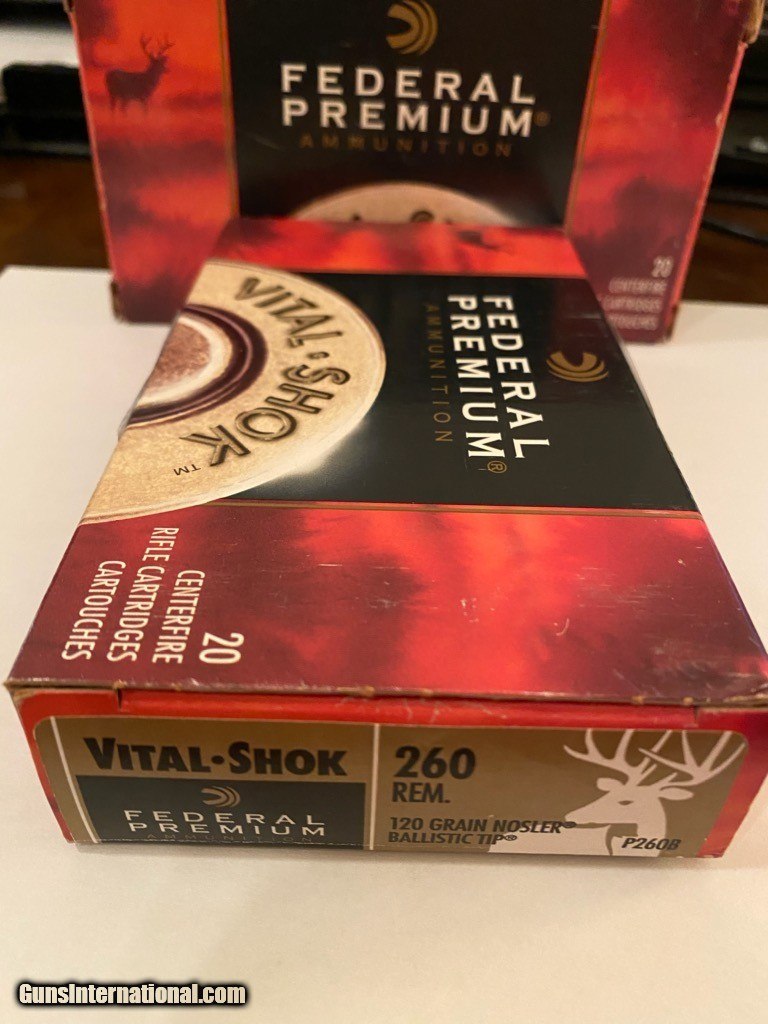 FEDERAL
PREMIUM®
AMMUNITION
20
CENTERFIRE
CARTRIDGES
CARTOUCHES
VITAL•SHOK
™
FEDERAL
PREMIUM®
AMMUNITION
20
CENTERFIRE
RIFLE CARTRIDGES
CARTOUCHES
VITAL•SHOK
FEDERAL
PREMIUM
AMMUNITION
260
REM.
120 GRAIN NOSLER®
BALLISTIC TIP®
P260B
GunsInternational.com